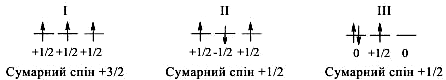 I II III
+1/2 +1/2 +1/2 +1/2 -1/2 +1/2 0 +1/2 0
Сумарний спін +3/2 Сумарний спін +1/2 Сумарний спін +1/2